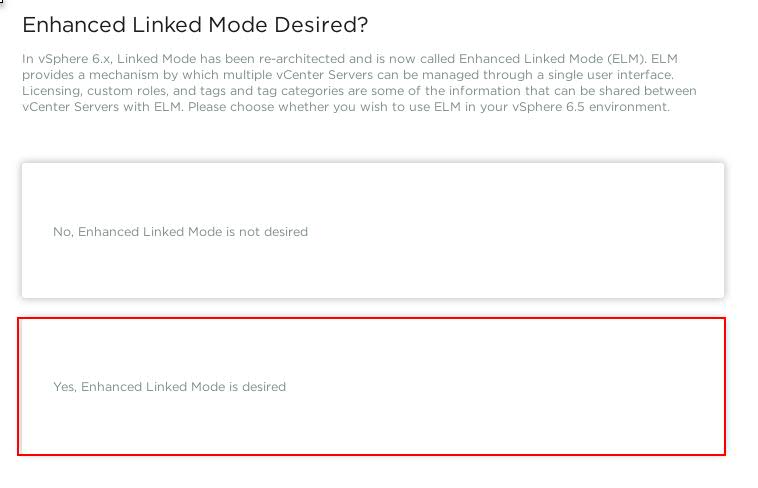 Enhanced Linked Mode Desired?
In vSphere 6.x, Linked Mode has been re-architected and is now called Enhanced Linked Mode (ELM). ELM
provides a mechanism by which multiple vCenter Servers can be managed through a single user interface.
Licensing, custom roles, and tags and tag categories are some of the information that can be shared between
vCenter Servers with ELM. Please choose whether you wish to use ELM in your vSphere 6.5 environment.
No, Enhanced Linked Mode is not desired
Yes, Enhanced Linked Mode is desired